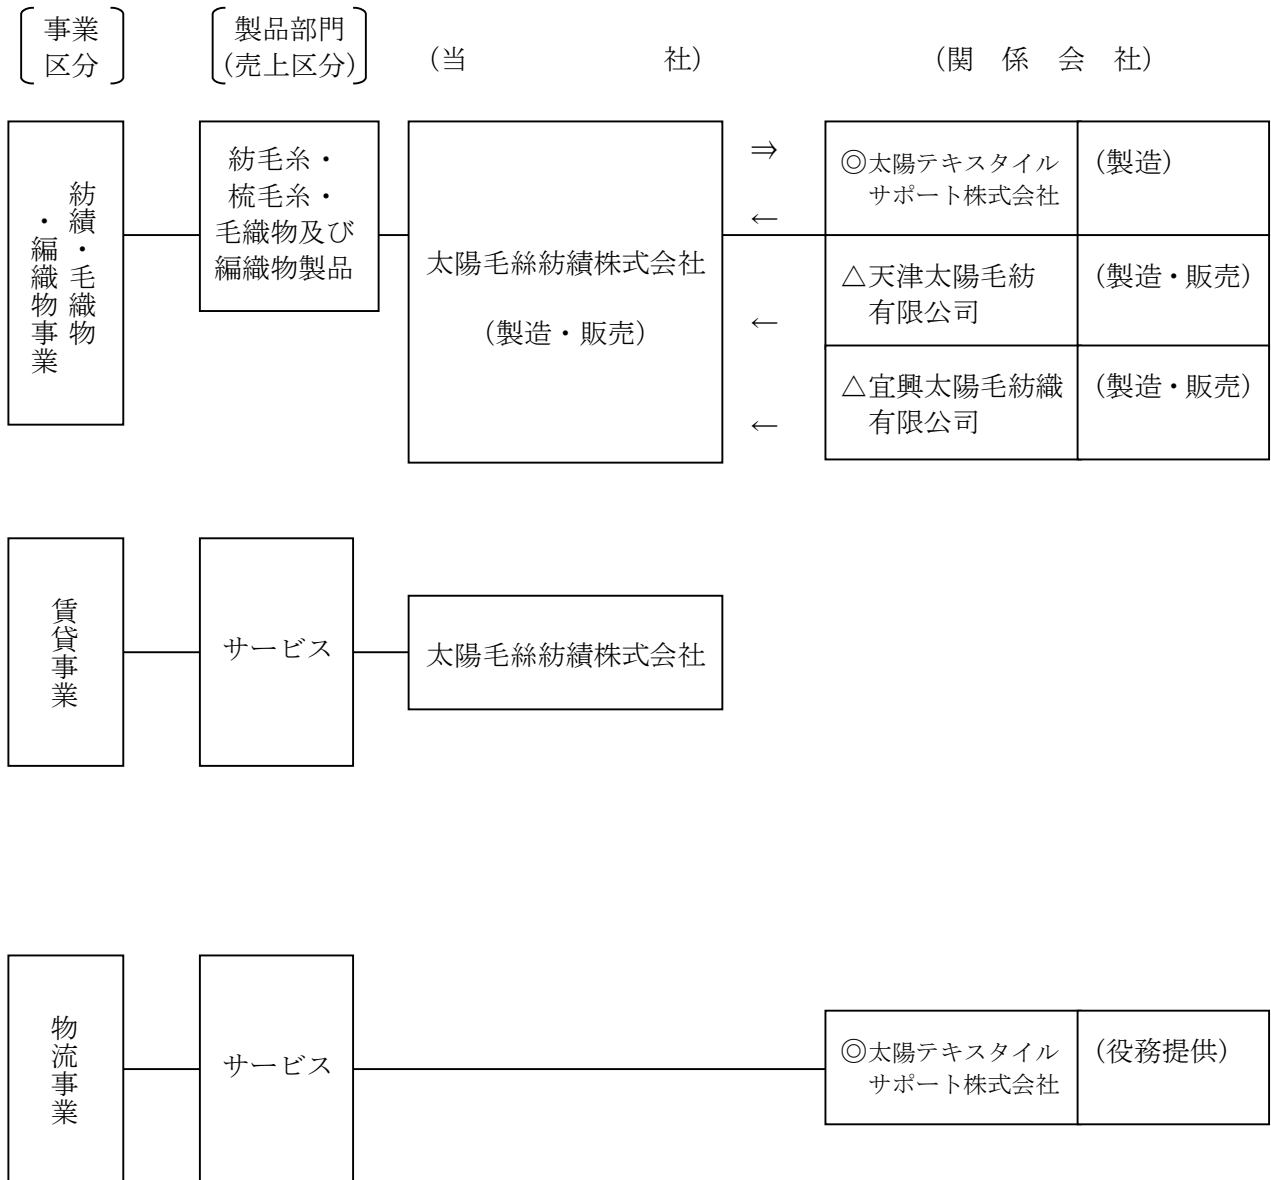 事業
区分
製品部門
(売上区分)
(当　　　　　社)
(関　係　会　社)
紡績・毛織物
・編織物事業
紡毛糸・
梳毛糸・
毛織物及び
編織物製品
太陽毛絲紡績株式会社
(製造・販売)
⇒
←
←
←
◎太陽テキスタイル
サポート株式会社
(製造)
△天津太陽毛紡
有限公司
(製造・販売)
△宜興太陽毛紡織
有限公司
(製造・販売)
賃貸事業
サービス
太陽毛絲紡績株式会社
物流事業
サービス
◎太陽テキスタイル
サポート株式会社
(役務提供)